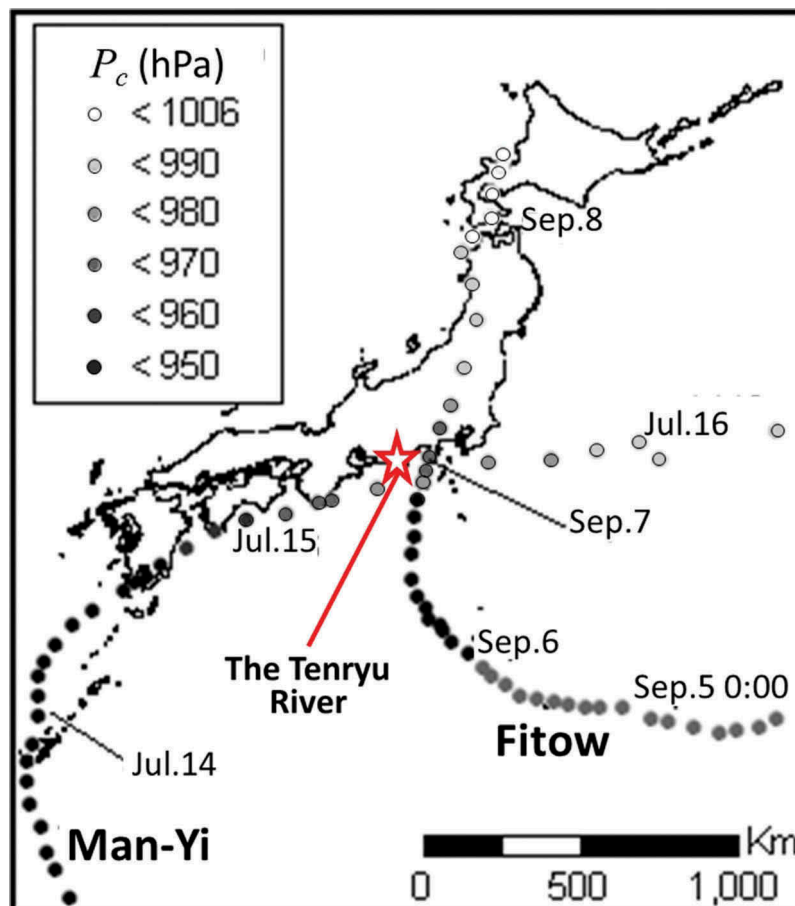 Pc (hPa)
< 1006
< 990
< 980
< 970
< 960
< 950
Sep.8
Jul.16
Sep.7
Jul.15
The Tenryu
River
Sep.6
Sep.5 0:00
Fitow
Jul.14
Man-Yi
Km
0 500 1,000